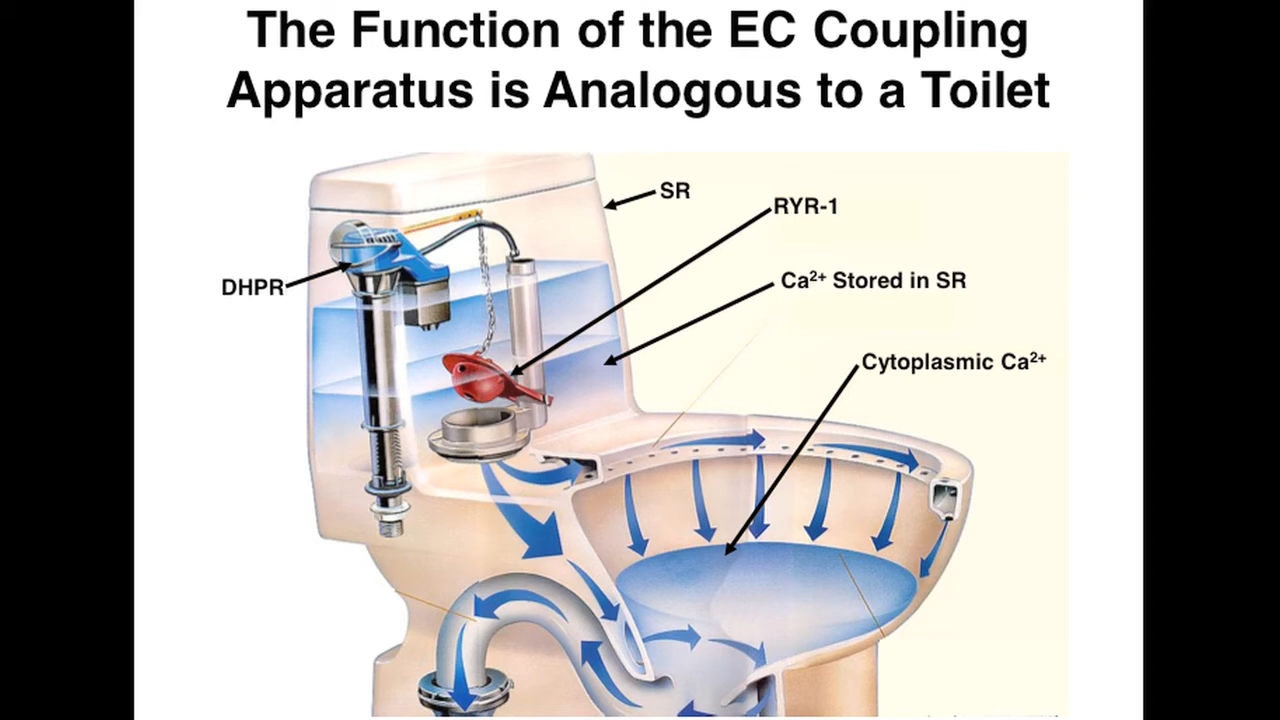 The Function of the EC Coupling
Apparatus is Analogous to a Toilet
SR
RYR-1
DHPR
Ca²⁺ Stored in SR
Cytoplasmic Ca²⁺